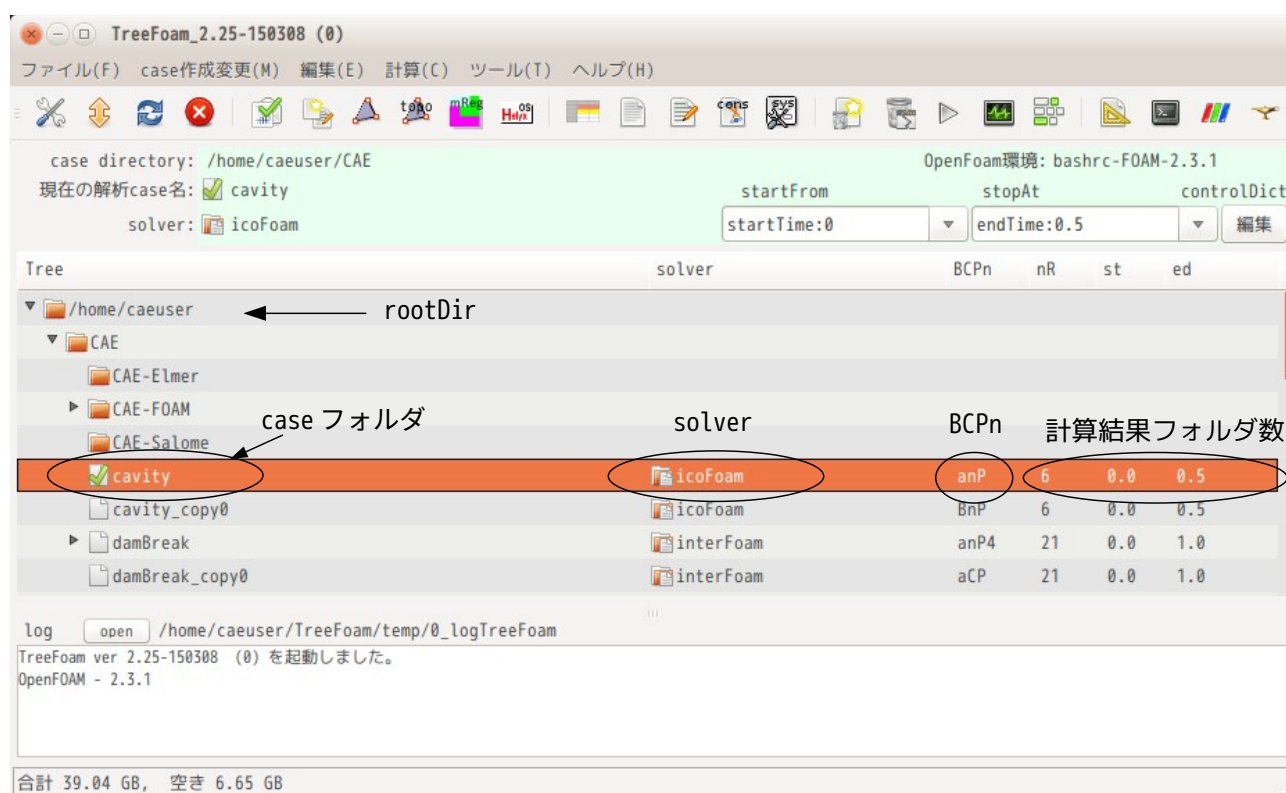 TreeFoam_2.25-150308 (0)
ファイル(F) case作成変更(M) 編集(E) 計算(C) ツール(T) ヘルプ(H)
topo mReg HelyxOS cons sys
case directory: /home/caeuser/CAE OpenFoam環境: bashrc-FOAM-2.3.1
現在の解析case名: cavity startFrom stopAt controlDict
solver: icoFoam startTime:0 endTime:0.5 編集
Tree solver BCPn nR st ed
/home/caeuser rootDir
CAE
CAE-Elmer
CAE-FOAM
case フォルダ solver BCPn 計算結果フォルダ数
CAE-Salome
cavity icoFoam anP 6 0.0 0.5
cavity_copy0 icoFoam BnP 6 0.0 0.5
damBreak interFoam anP4 21 0.0 1.0
damBreak_copy0 interFoam aCP 21 0.0 1.0
log open /home/caeuser/TreeFoam/temp/0_logTreeFoam
TreeFoam ver 2.25-150308 (0) を起動しました。
OpenFOAM - 2.3.1
合計 39.04 GB, 空き 6.65 GB